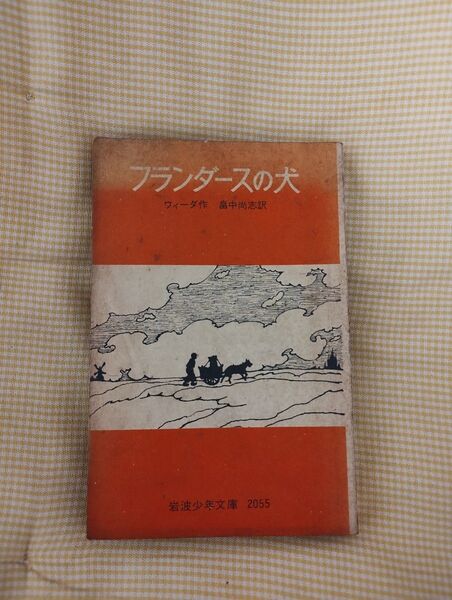 フランダースの犬
ウィーダ作 畠中尚志訳
岩波少年文庫 2055